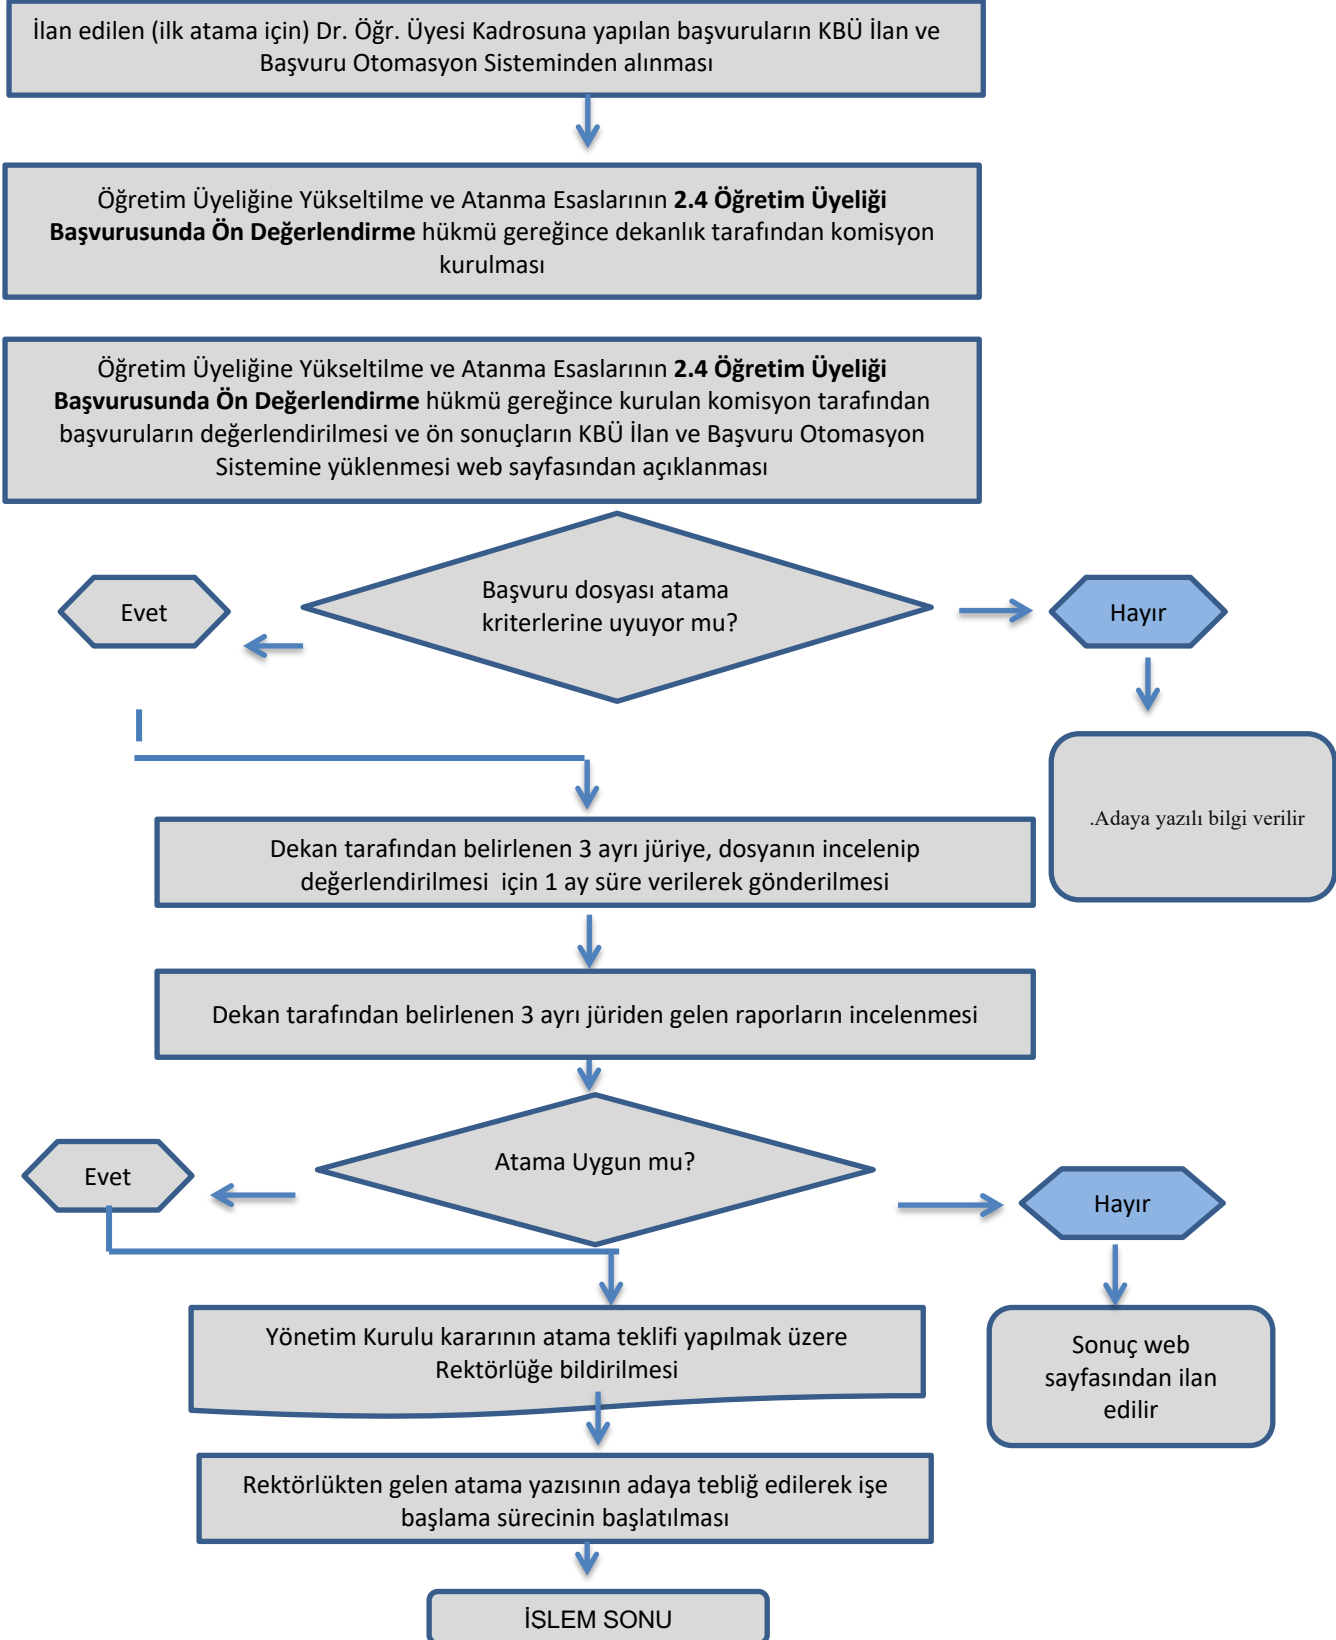 İlan edilen (ilk atama için) Dr. Öğr. Üyesi Kadrosuna yapılan başvuruların KBÜ İlan ve
Başvuru Otomasyon Sisteminden alınması
Öğretim Üyeliğine Yükseltilme ve Atanma Esaslarının 2.4 Öğretim Üyeliği
Başvurusunda Ön Değerlendirme hükmü gereğince dekanlık tarafından komisyon
kurulması
Öğretim Üyeliğine Yükseltilme ve Atanma Esaslarının 2.4 Öğretim Üyeliği
Başvurusunda Ön Değerlendirme hükmü gereğince kurulan komisyon tarafından
başvuruların değerlendirilmesi ve ön sonuçların KBÜ İlan ve Başvuru Otomasyon
Sistemine yüklenmesi web sayfasından açıklanması
Başvuru dosyası atama
kriterlerine uyuyor mu?
Evet
Hayır
.Adaya yazılı bilgi verilir
Dekan tarafından belirlenen 3 ayrı jüriye, dosyanın incelenip
değerlendirilmesi  için 1 ay süre verilerek gönderilmesi
Dekan tarafından belirlenen 3 ayrı jüriden gelen raporların incelenmesi
Atama Uygun mu?
Evet
Hayır
Yönetim Kurulu kararının atama teklifi yapılmak üzere
Rektörlüğe bildirilmesi
Sonuç web
sayfasından ilan
edilir
Rektörlükten gelen atama yazısının adaya tebliğ edilerek işe
başlama sürecinin başlatılması
İSLEM SONU